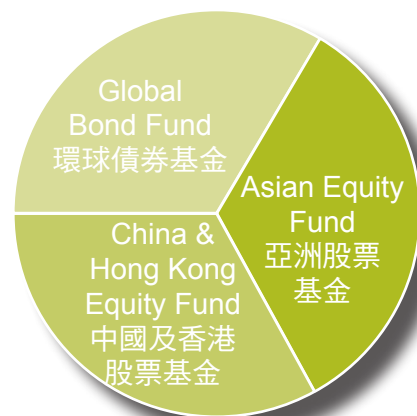 Global
Bond Fund
環球債券基金
Asian Equity
Fund
亞洲股票
基金
China &
Hong Kong
Equity Fund
中國及香港
股票基金